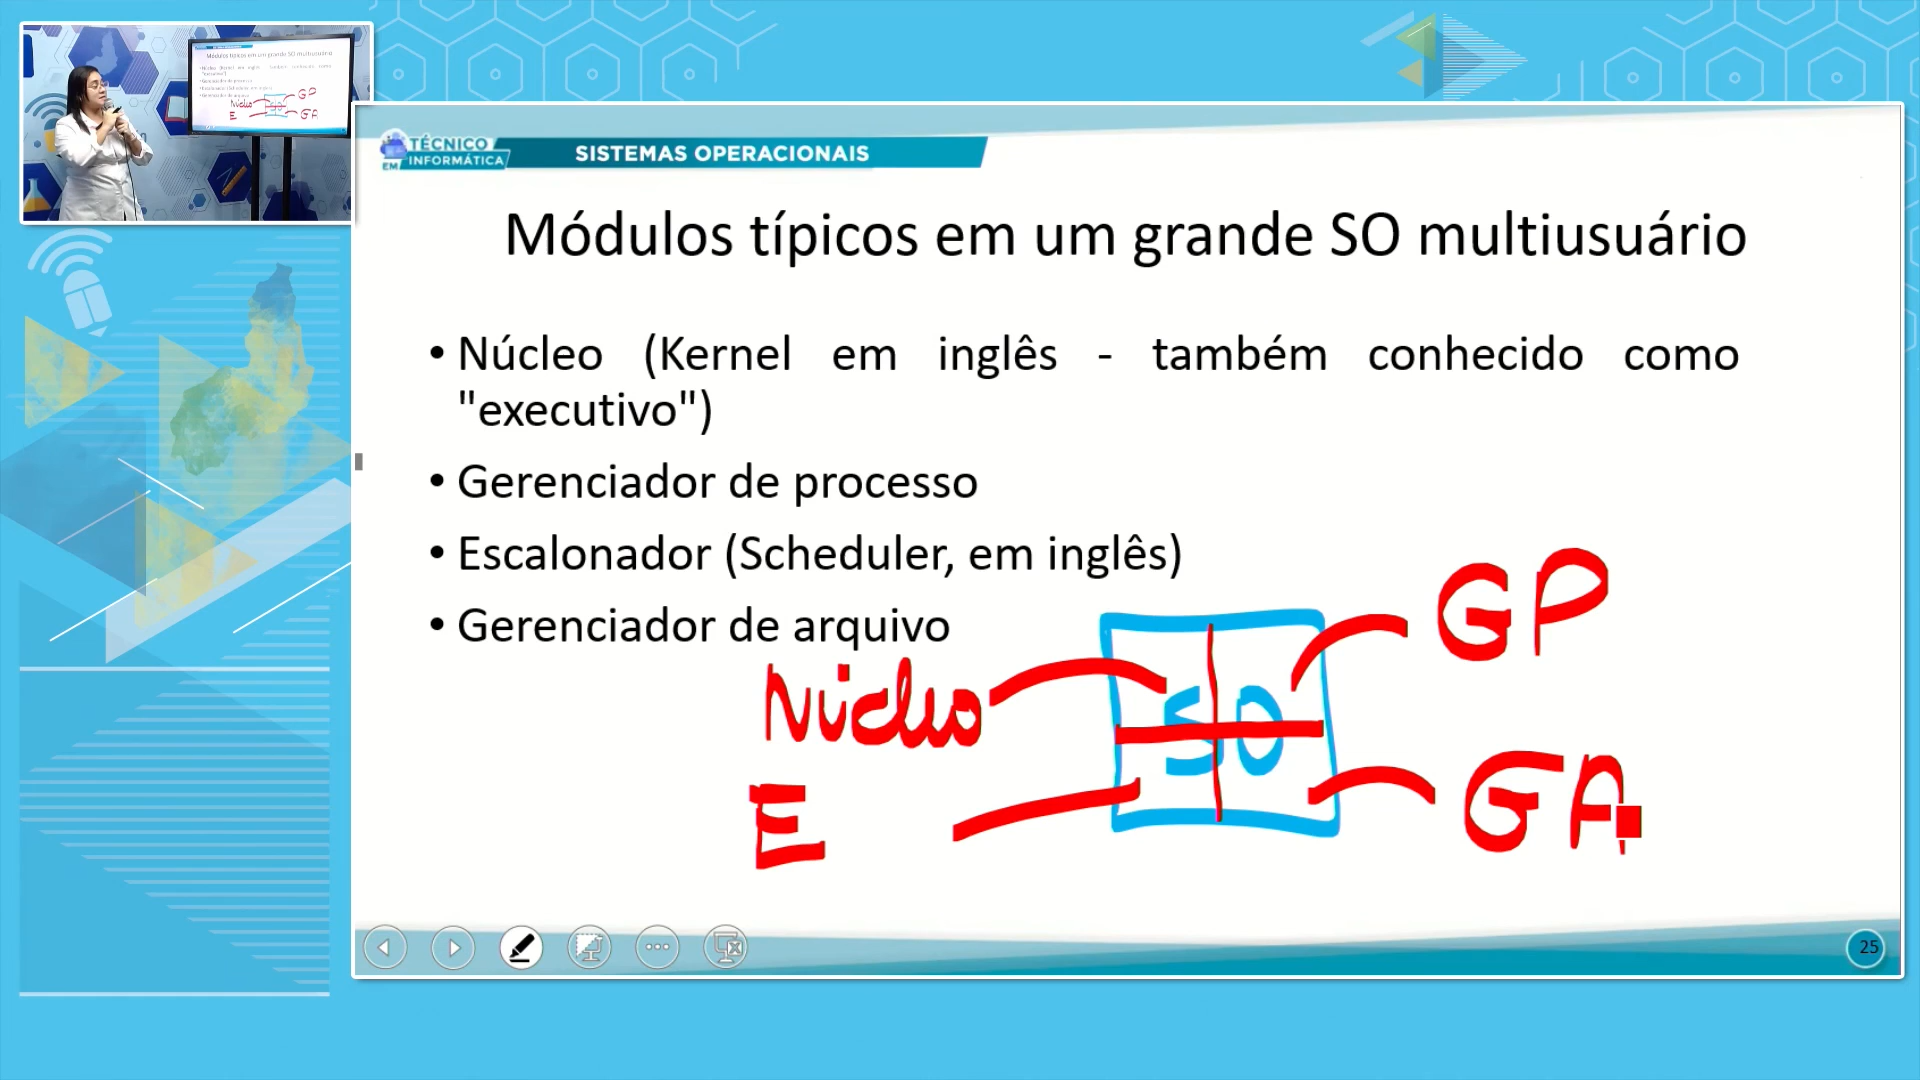 TÉCNICO
EM INFORMÁTICA
SISTEMAS OPERACIONAIS
Módulos típicos em um grande SO multiusuário
• Núcleo (Kernel em inglês - também conhecido como
"executivo")
• Gerenciador de processo
• Escalonador (Scheduler, em inglês)
• Gerenciador de arquivo
GP
Núcleo
SO
E
GA
25